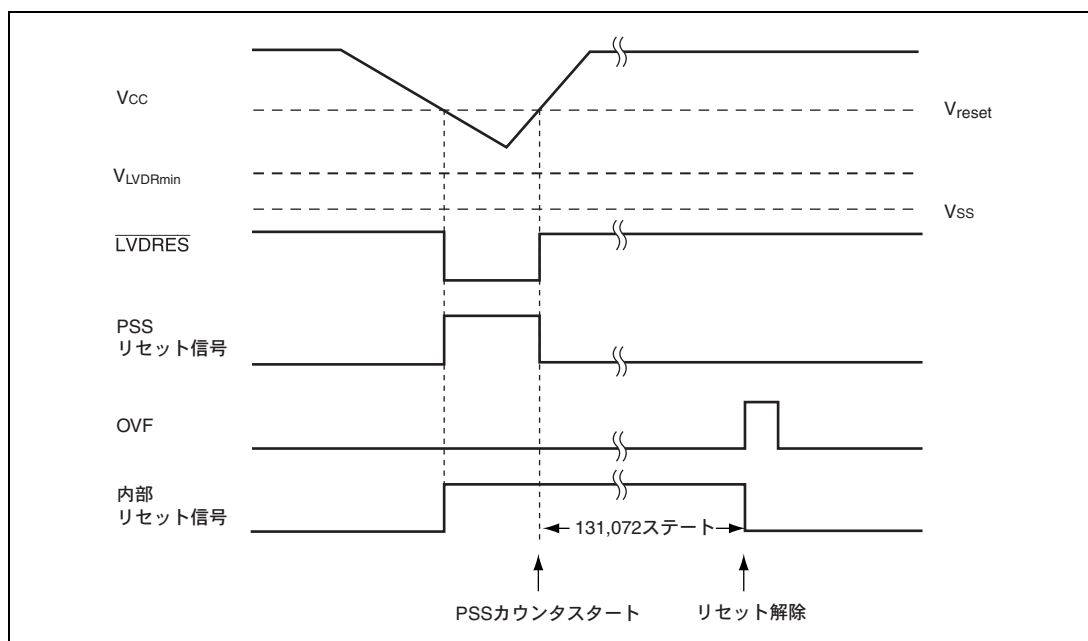 Vcc
Vreset
VLVDRmin
Vss
LVDRES
PSS
リセット信号
OVF
内部
リセット信号
131,072ステート
PSSカウンタスタート
リセット解除